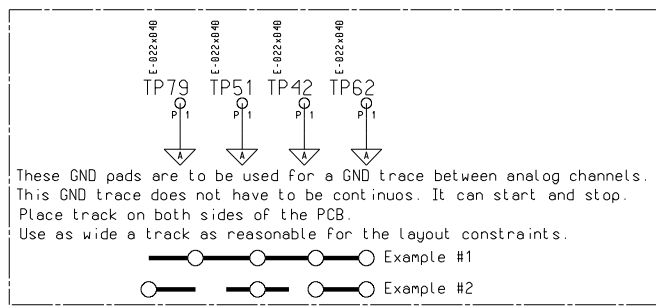 E-022x040 E-022x040 E-022x040 E-022x040
TP79 TP51 TP42 TP62
P 1 P 1 P 1 P 1
A A A A
These GND pads are to be used for a GND trace between analog channels.
This GND trace does not have to be continuos. It can start and stop.
Place track on both sides of the PCB.
Use as wide a track as reasonable for the layout constraints.
Example #1
Example #2